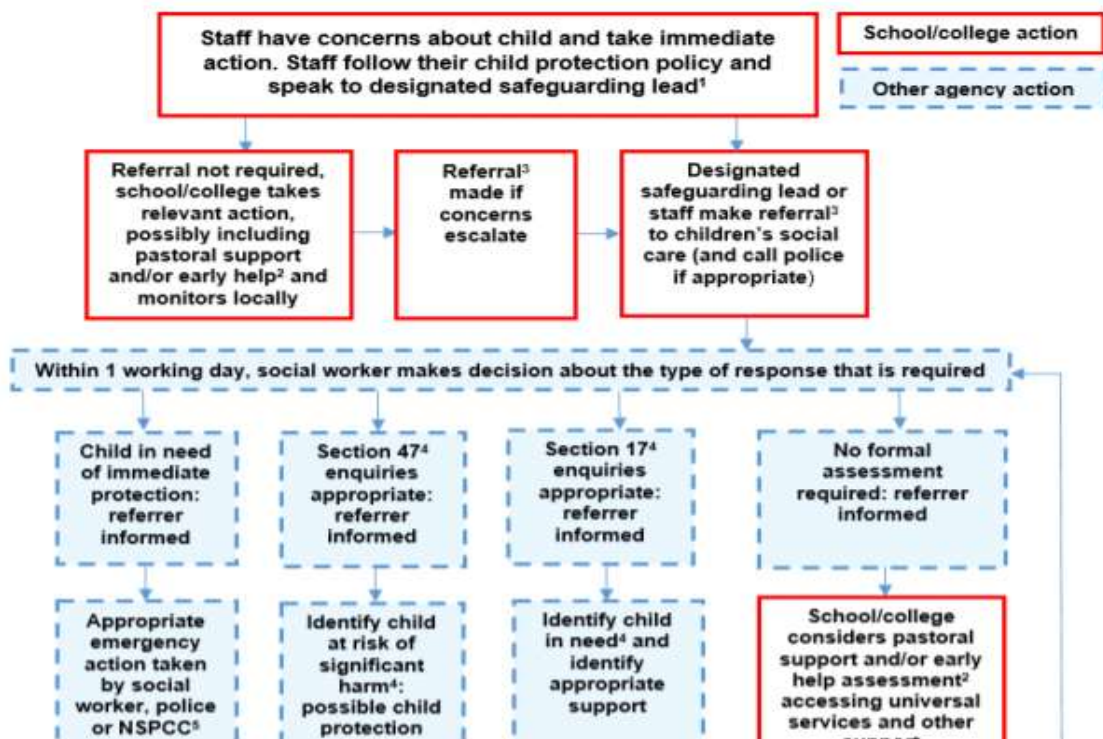 Staff have concerns about child and take immediate
action. Staff follow their child protection policy and
speak to designated safeguarding lead¹
School/college action
Other agency action
Referral not required,
school/college takes
relevant action,
possibly including
pastoral support
and/or early help² and
monitors locally
Referral³
made if
concerns
escalate
Designated
safeguarding lead or
staff make referral³
to children's social
care (and call police
if appropriate)
Within 1 working day, social worker makes decision about the type of response that is required
Child in need
of immediate
protection:
referrer
informed
Section 47⁴
enquiries
appropriate:
referrer
informed
Section 17⁴
enquiries
appropriate:
referrer
informed
No formal
assessment
required: referrer
informed
Appropriate
emergency
action taken
by social
worker, police
or NSPCC⁵
Identify child
at risk of
significant
harm⁴:
possible child
protection
Identify child
in need⁴ and
identify
appropriate
support
School/college
considers pastoral
support and/or early
help assessment²
accessing universal
services and other